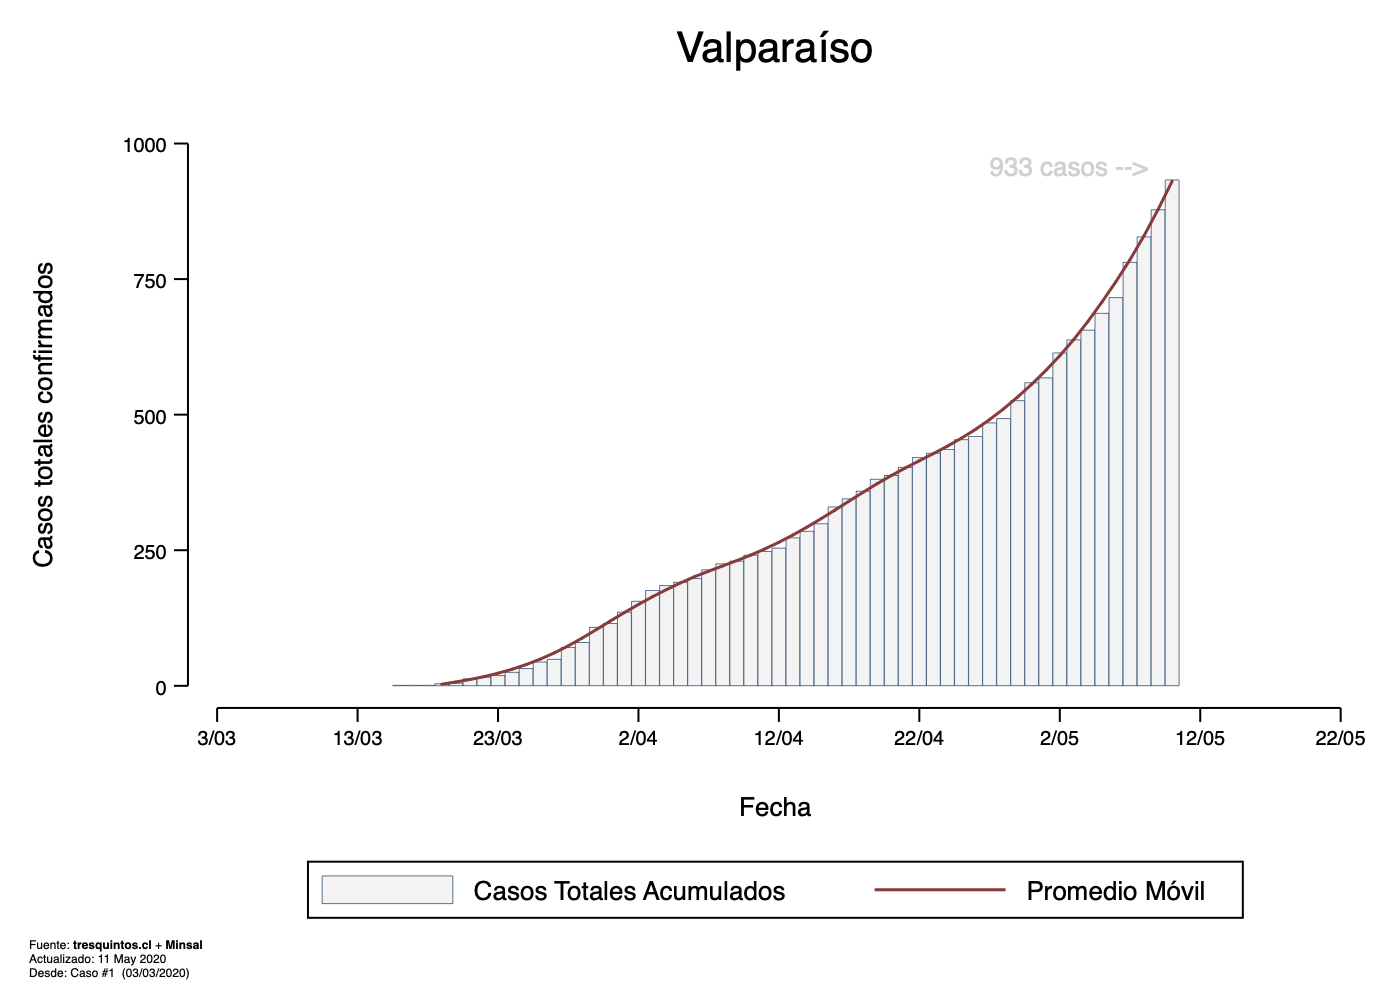 Valparaíso
933 casos -->
Casos totales confirmados
1000
750
500
250
0
3/03 13/03 23/03 2/04 12/04 22/04 2/05 12/05 22/05
Fecha
Casos Totales Acumulados Promedio Móvil
Fuente: tresquintos.cl + Minsal
Actualizado: 11 May 2020
Desde: Caso #1 (03/03/2020)